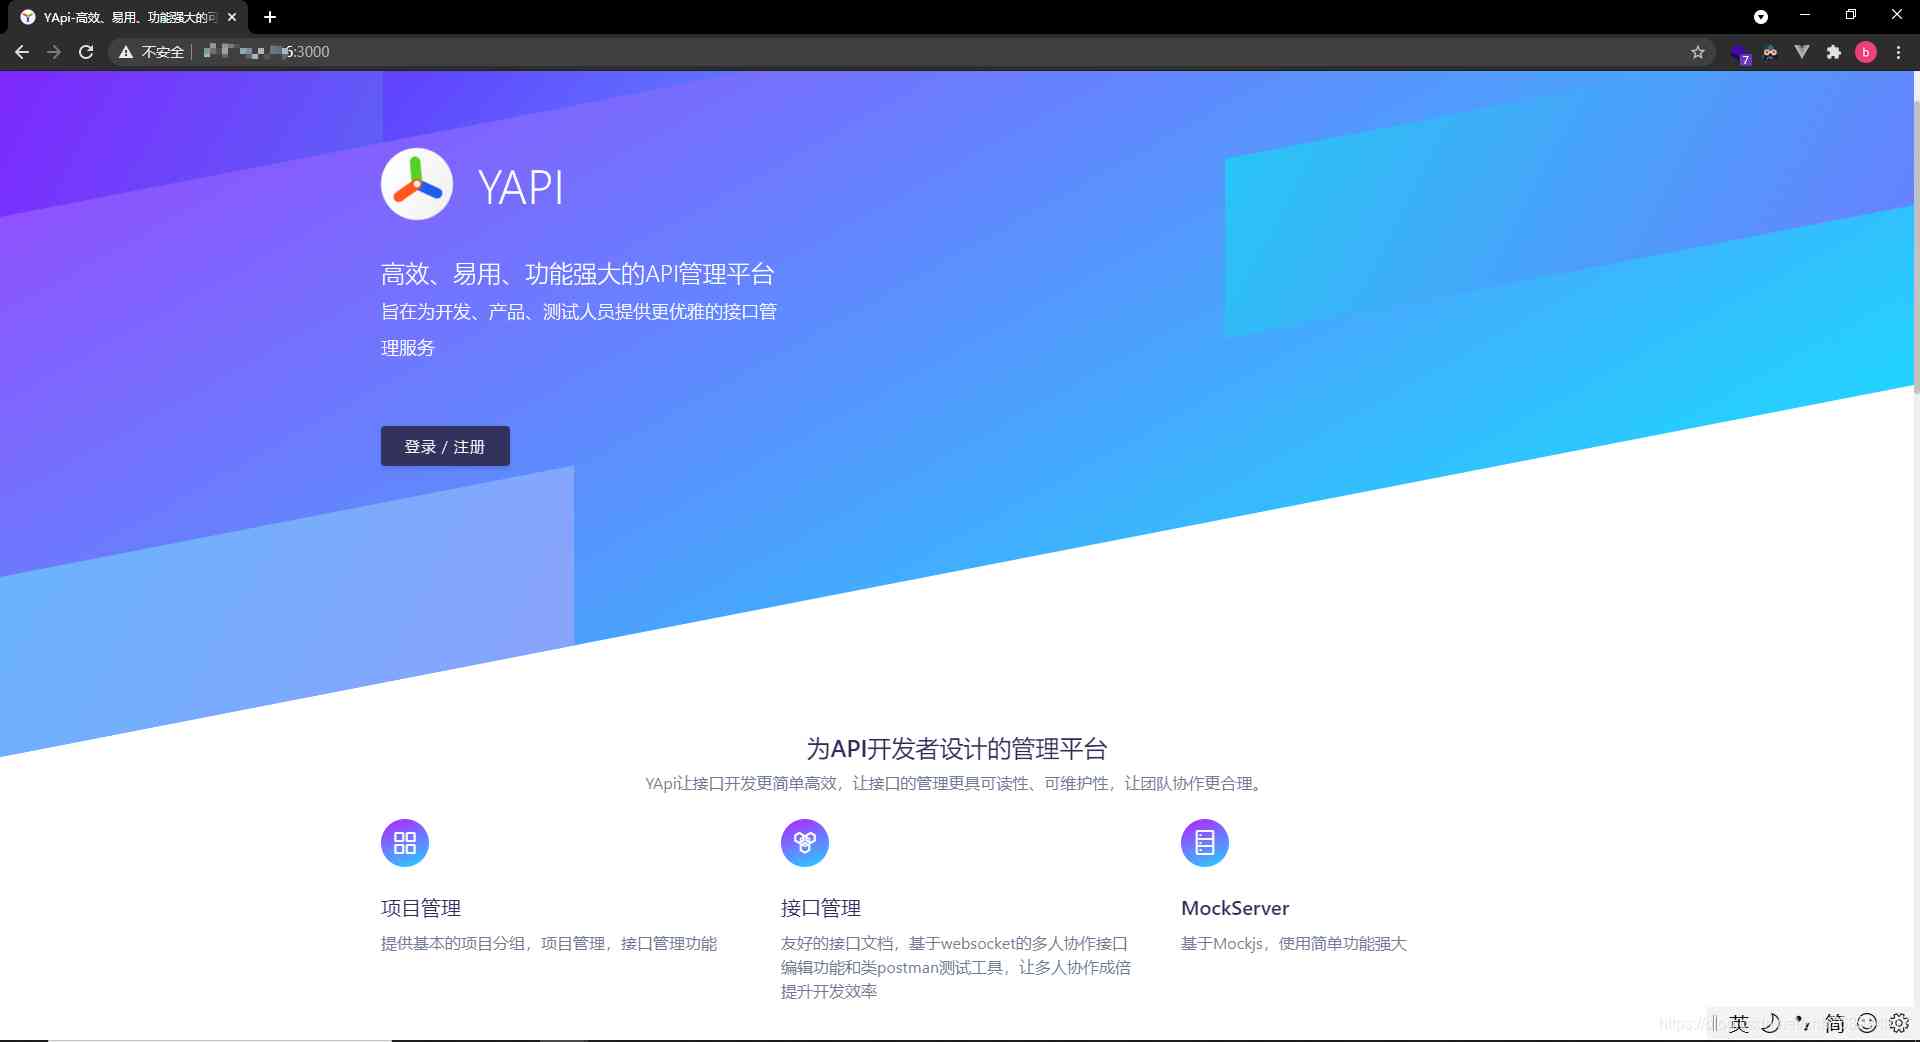 YApi-高效、易用、功能强大的可
不安全
6:3000
7
b
YAPI
高效、易用、功能强大的API管理平台
旨在为开发、产品、测试人员提供更优雅的接口管
理服务
登录 / 注册
为API开发者设计的管理平台
YApi让接口开发更简单高效，让接口的管理更具可读性、可维护性，让团队协作更合理。
项目管理
提供基本的项目分组，项目管理，接口管理功能
接口管理
友好的接口文档，基于websocket的多人协作接口
编辑功能和类postman测试工具，让多人协作成倍
提升开发效率
MockServer
基于Mockjs，使用简单功能强大
英
简